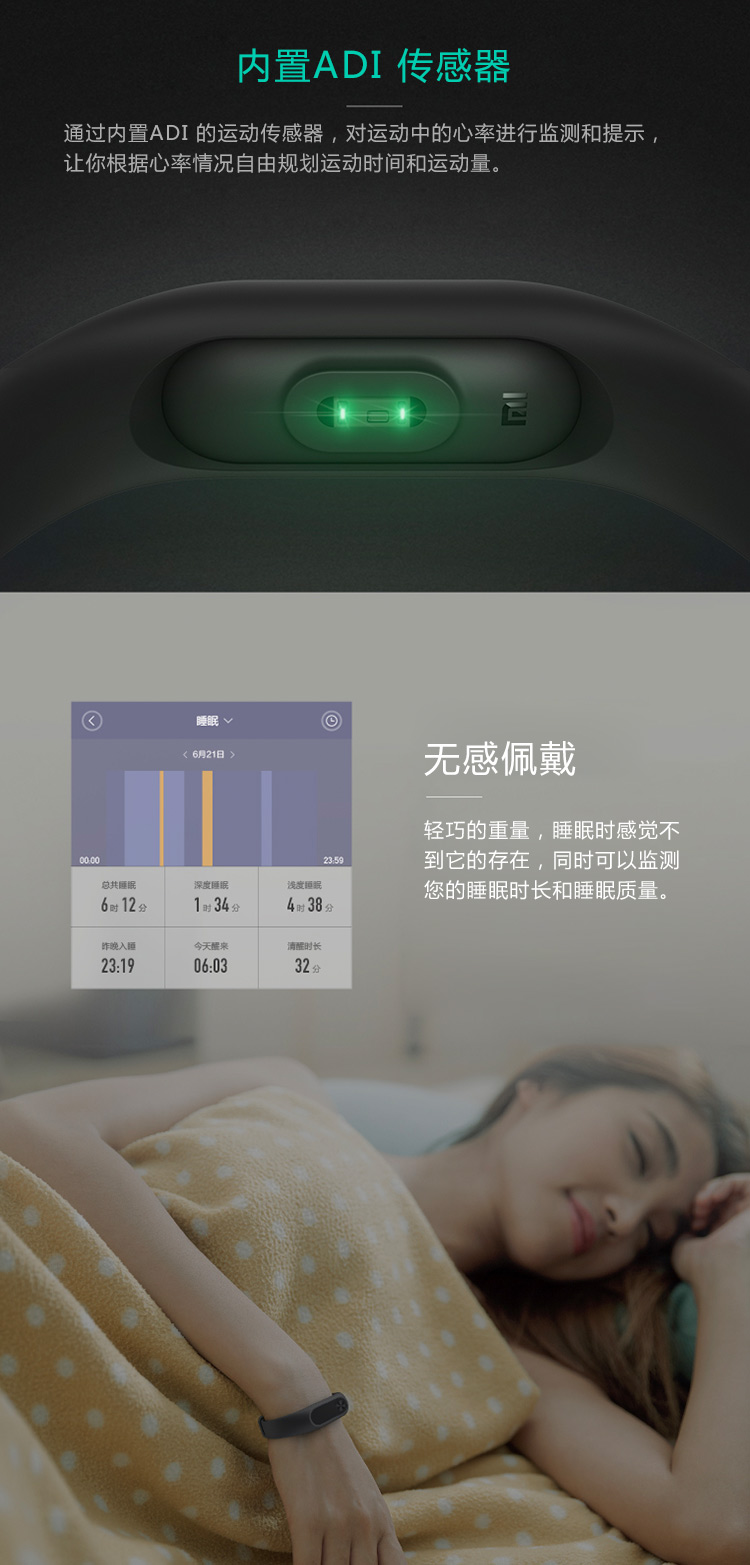 内置ADI 传感器
通过内置ADI 的运动传感器，对运动中的心率进行监测和提示，
让你根据心率情况自由规划运动时间和运动量。
睡眠
6月21日
00:00 23:59
总共睡眠 深度睡眠 浅度睡眠
6时12分 1时34分 4时38分
昨晚入睡 今天醒来 清醒时长
23:19 06:03 32分
无感佩戴
轻巧的重量，睡眠时感觉不
到它的存在，同时可以监测
您的睡眠时长和睡眠质量。